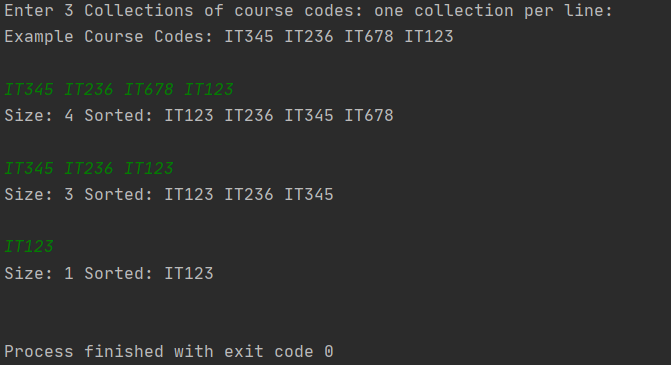 Enter 3 Collections of course codes: one collection per line:
Example Course Codes: IT345 IT236 IT678 IT123
IT345 IT236 IT678 IT123
Size: 4 Sorted: IT123 IT236 IT345 IT678
IT345 IT236 IT123
Size: 3 Sorted: IT123 IT236 IT345
IT123
Size: 1 Sorted: IT123
Process finished with exit code 0